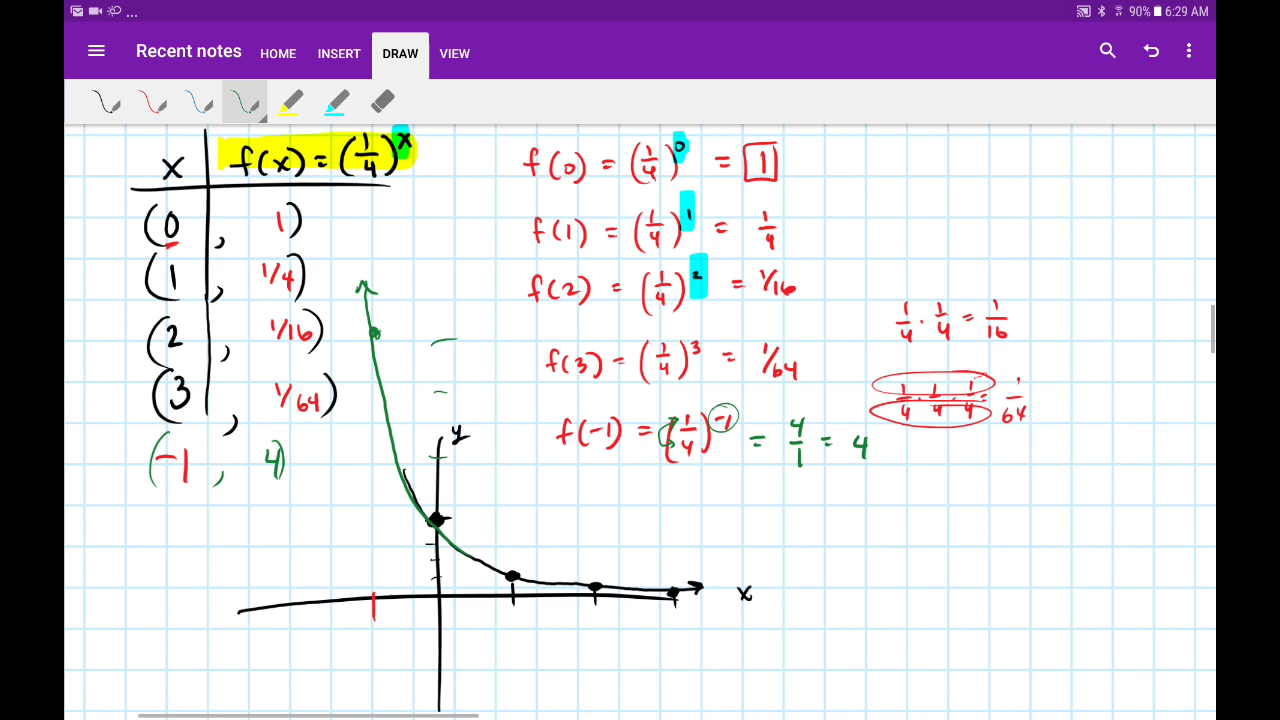 ... 90% 6:29 AM
Recent notes HOME INSERT DRAW VIEW
x f(x) = (1/4)^x
(0, 1)
(1, 1/4)
(2, 1/16)
(3, 1/64)
(-1, 4)
f(0) = (1/4)^0 = 1
f(1) = (1/4)^1 = 1/4
f(2) = (1/4)^2 = 1/16
f(3) = (1/4)^3 = 1/64
f(-1) = (1/4)^-1 = 4/1 = 4
1/4 · 1/4 = 1/16
1/4 · 1/4 · 1/4 = 1/64
y
x